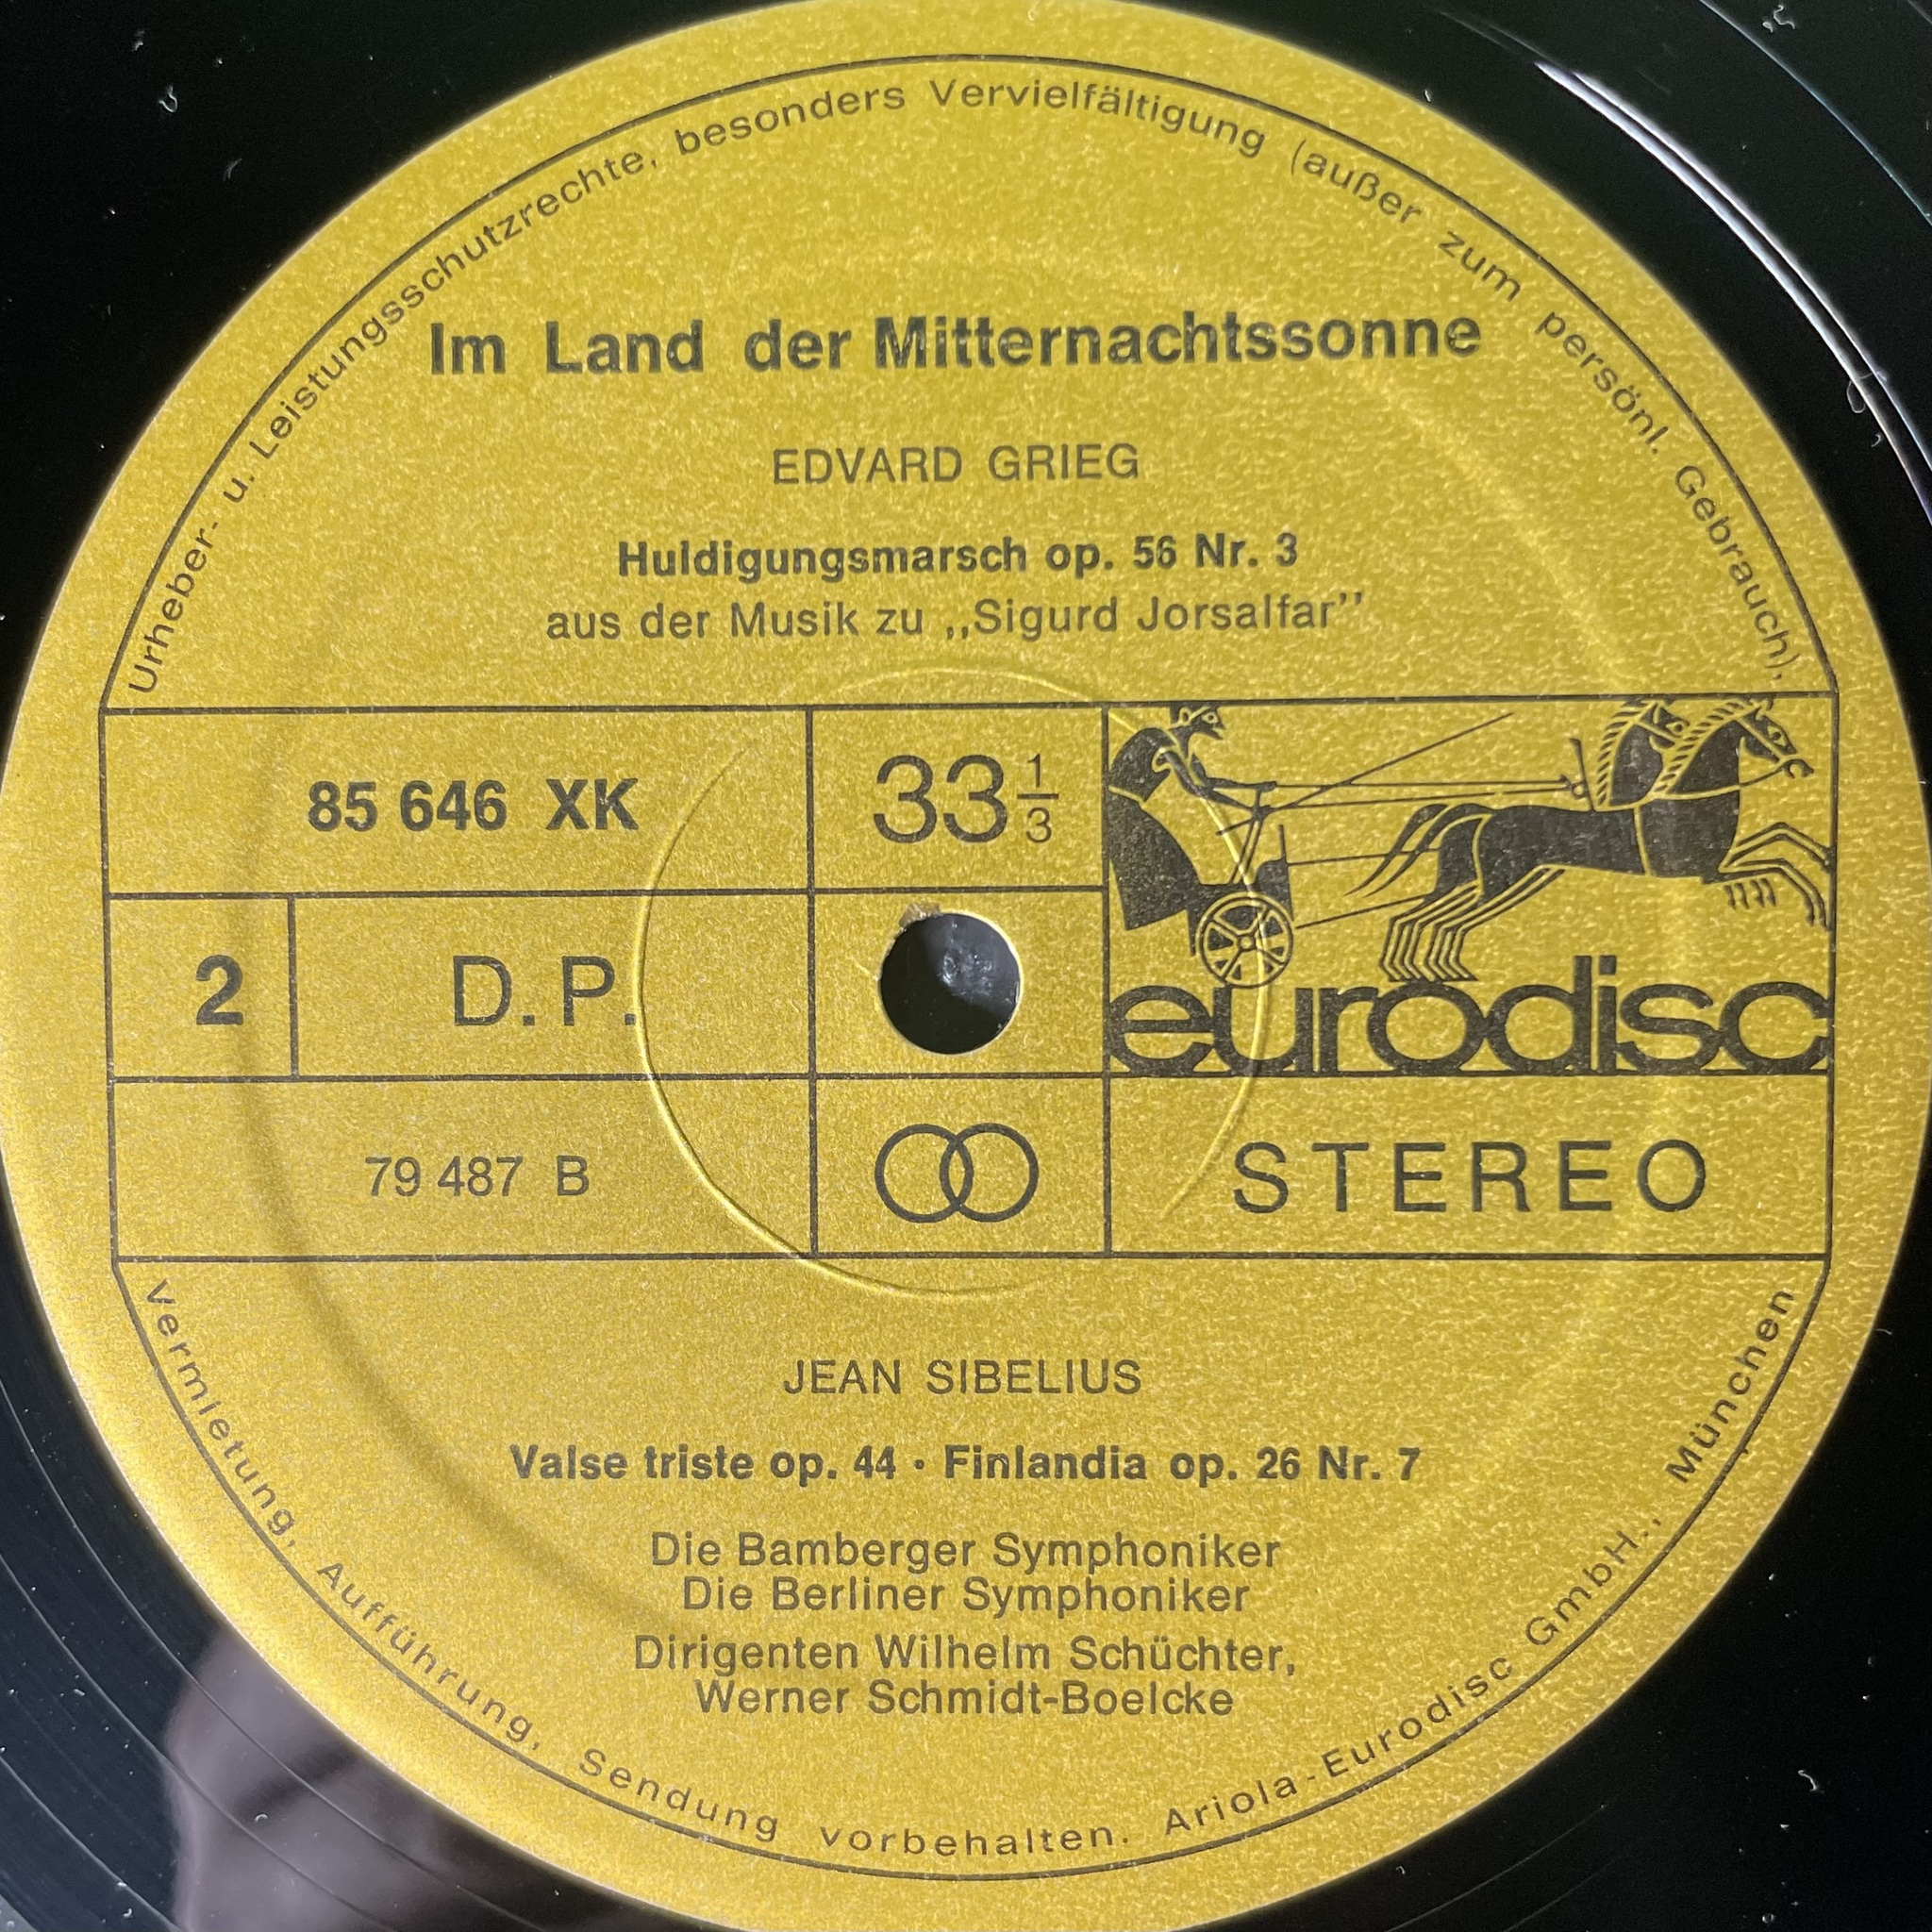 Urheber- u. Leistungsschutzrechte, besonders Vervielfältigung (außer zum persönl. Gebrauch),
Im Land der Mitternachtssonne
EDVARD GRIEG
Huldigungsmarsch op. 56 Nr. 3
aus der Musik zu „Sigurd Jorsalfar”
85 646 XK
33 1/3
2
D. P.
eurodisc
79 487 B
STEREO
JEAN SIBELIUS
Valse triste op. 44 · Finlandia op. 26 Nr. 7
Die Bamberger Symphoniker
Die Berliner Symphoniker
Dirigenten Wilhelm Schüchter,
Werner Schmidt-Boelcke
Vermietung, Aufführung, Sendung vorbehalten. Ariola-Eurodisc GmbH., München